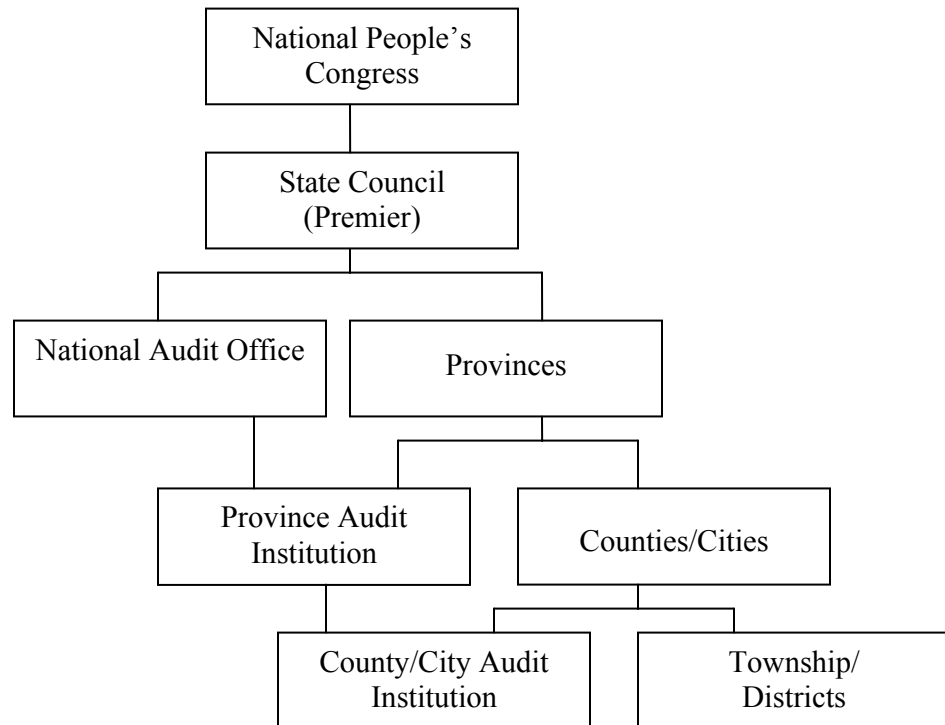 National People’s
Congress
State Council
(Premier)
National Audit Office
Provinces
Province Audit
Institution
Counties/Cities
County/City Audit
Institution
Township/
Districts